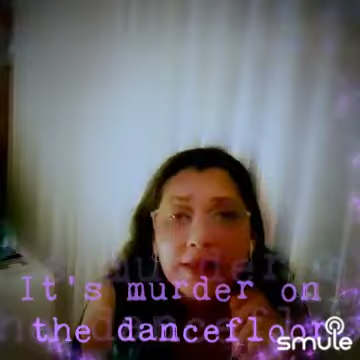 It's murder on
the dancefloor
smule